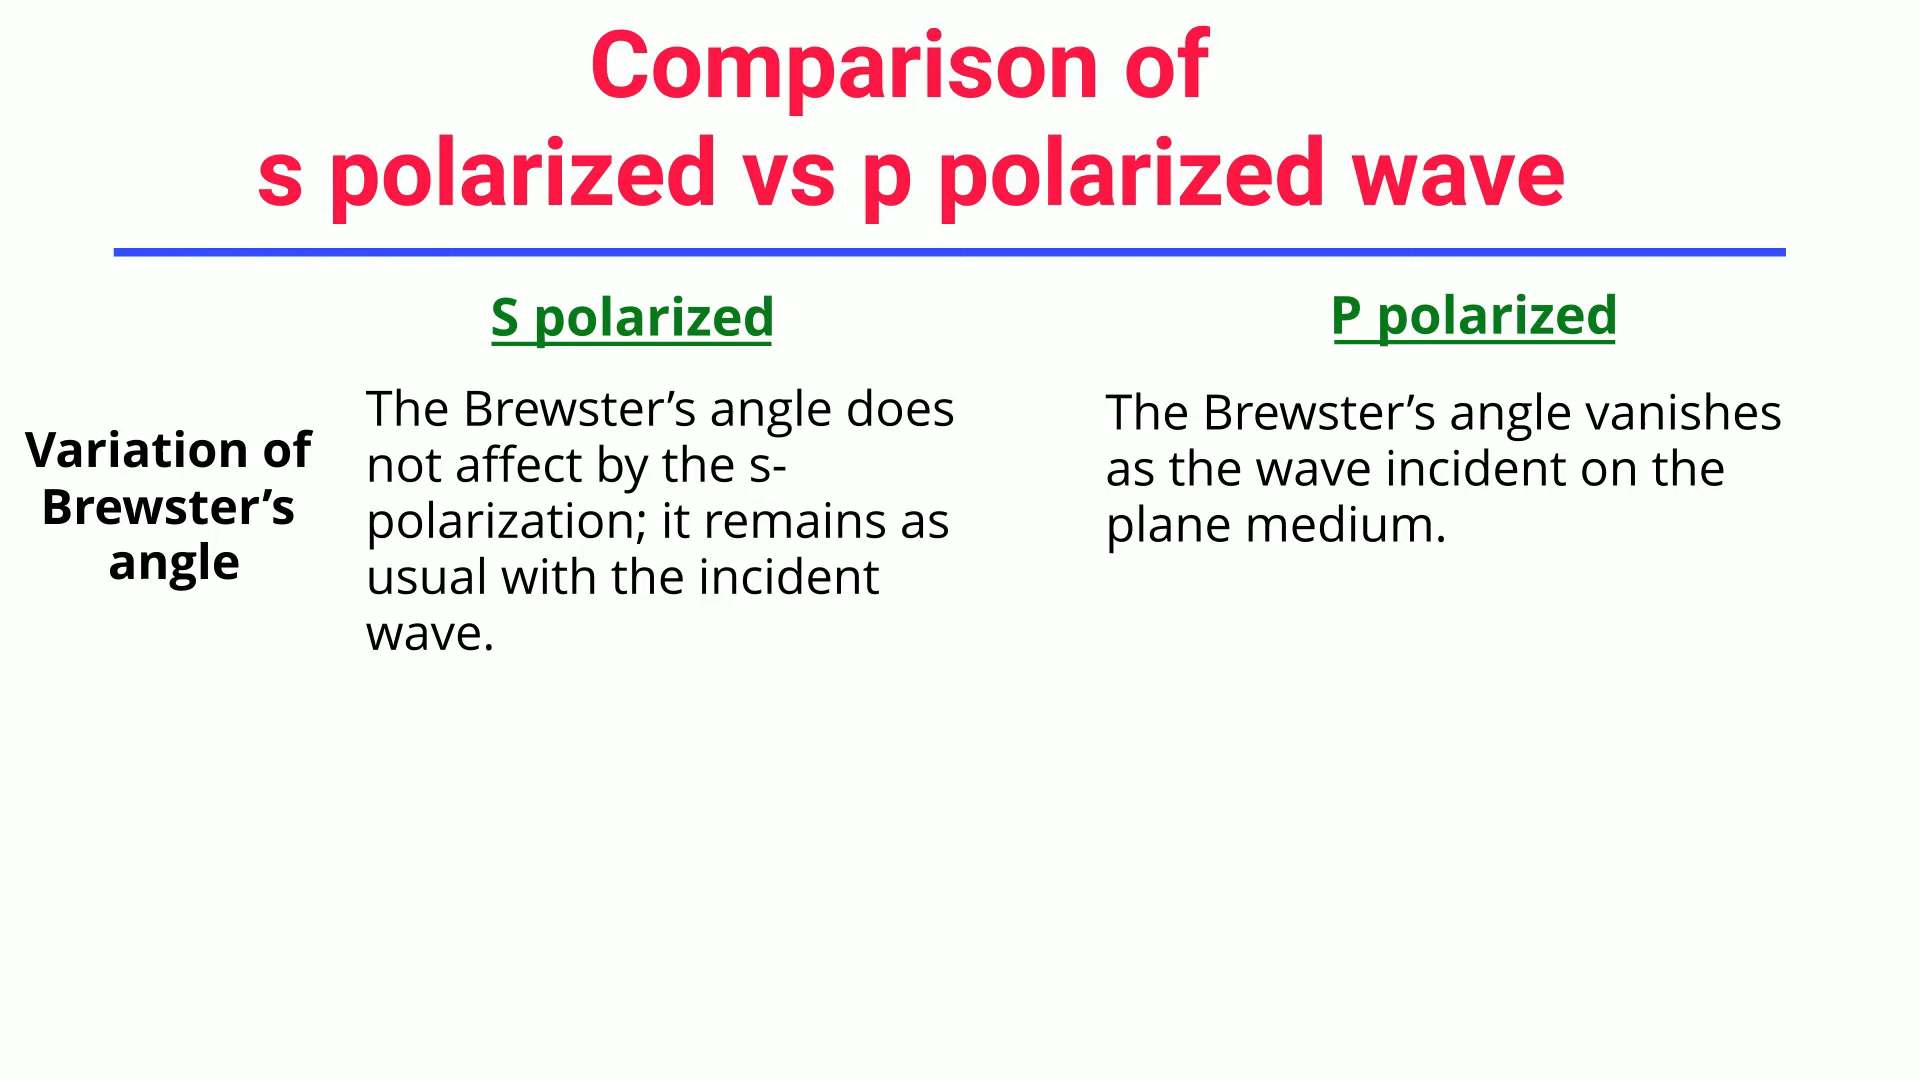 Comparison of
s polarized vs p polarized wave
S polarized
P polarized
Variation of
Brewster’s
angle
The Brewster’s angle does
not affect by the s-
polarization; it remains as
usual with the incident
wave.
The Brewster’s angle vanishes
as the wave incident on the
plane medium.